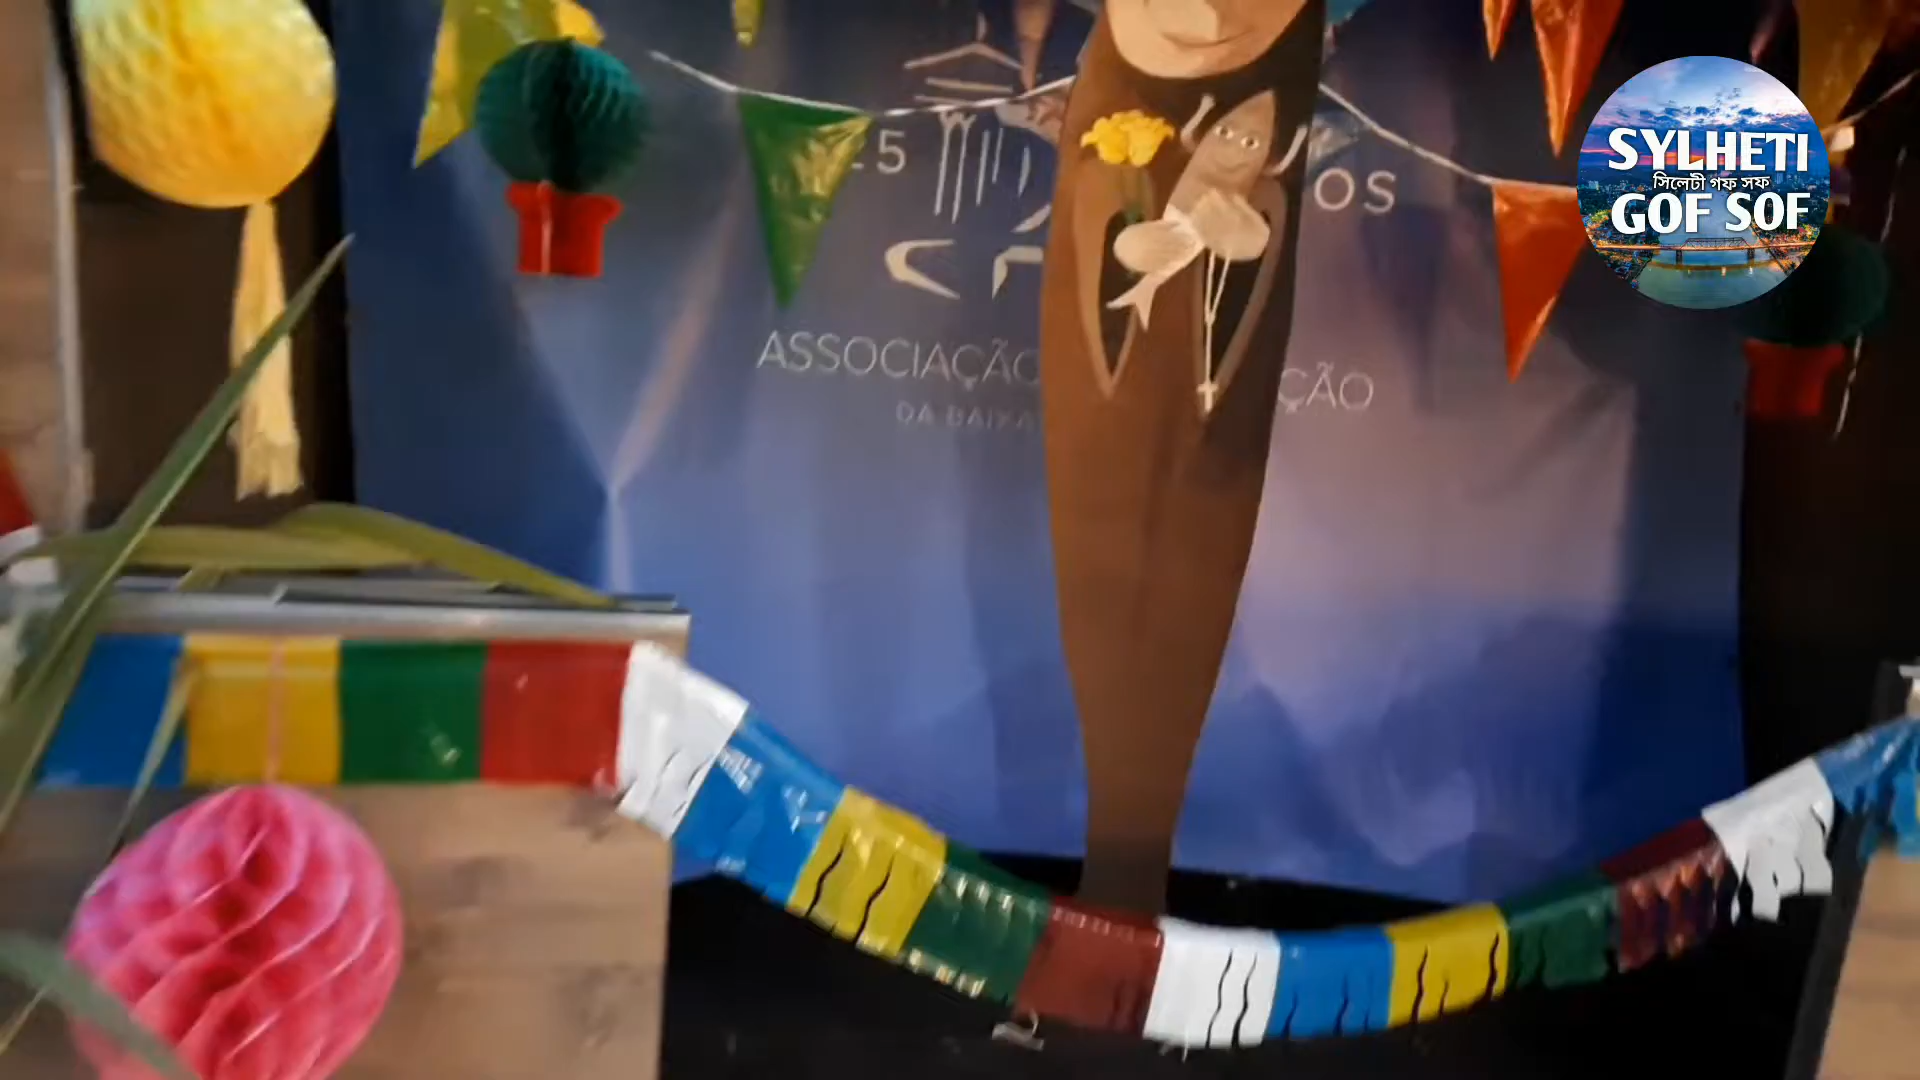 SYLHETI
সিলেটী গফ সফ
GOF SOF
25
OS
ASSOCIAÇÃO
ÇÃO
DA BAIXA